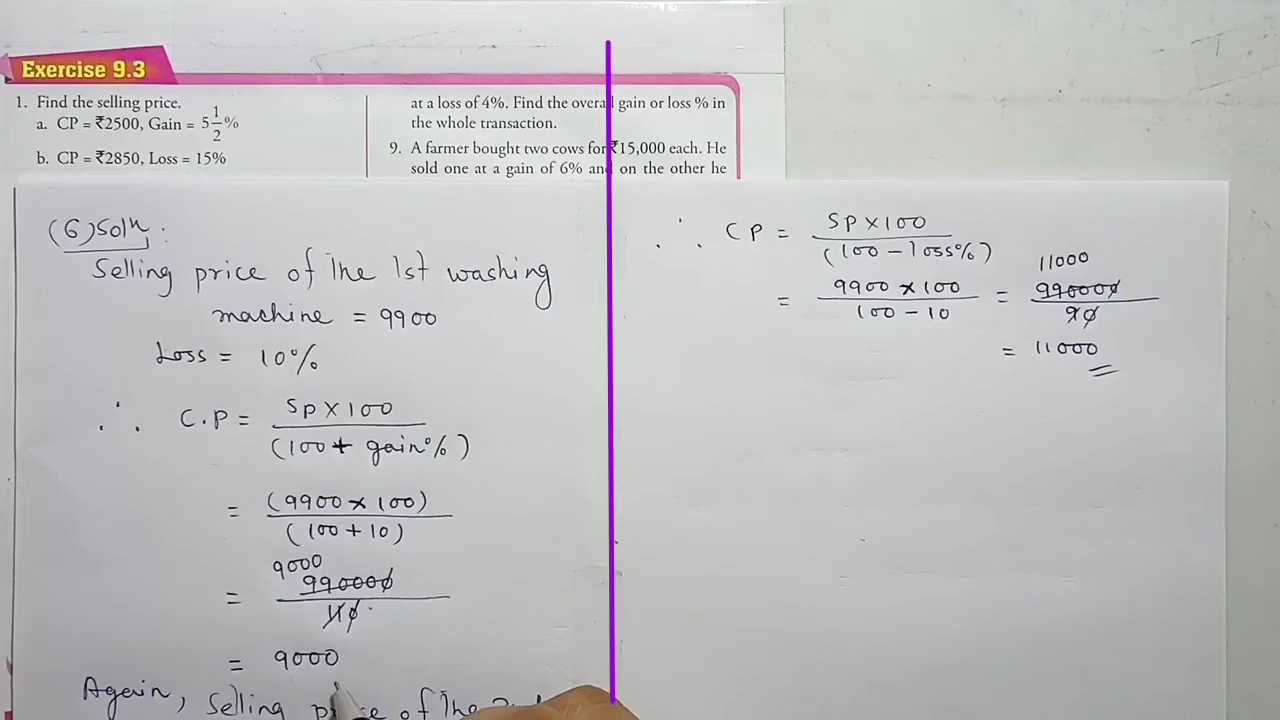 Exercise 9.3
1. Find the selling price.
a. CP = ₹2500, Gain = 5 1/2 %
b. CP = ₹2850, Loss = 15%
at a loss of 4%. Find the overall gain or loss % in
the whole transaction.
9. A farmer bought two cows for ₹15,000 each. He
sold one at a gain of 6% and on the other he
(6) Soln:
Selling price of the 1st washing
machine = 9900
Loss = 10%
∴ C.P = SP×100 / (100 + gain%)
= (9900 × 100) / (100 + 10)
9000
= 990000 / 110
= 9000
Again, Selling price of the
∴ CP = SP×100 / (100 - loss%)
11000
= 9900 × 100 / 100 - 10 = 990000 / 90
= 11000